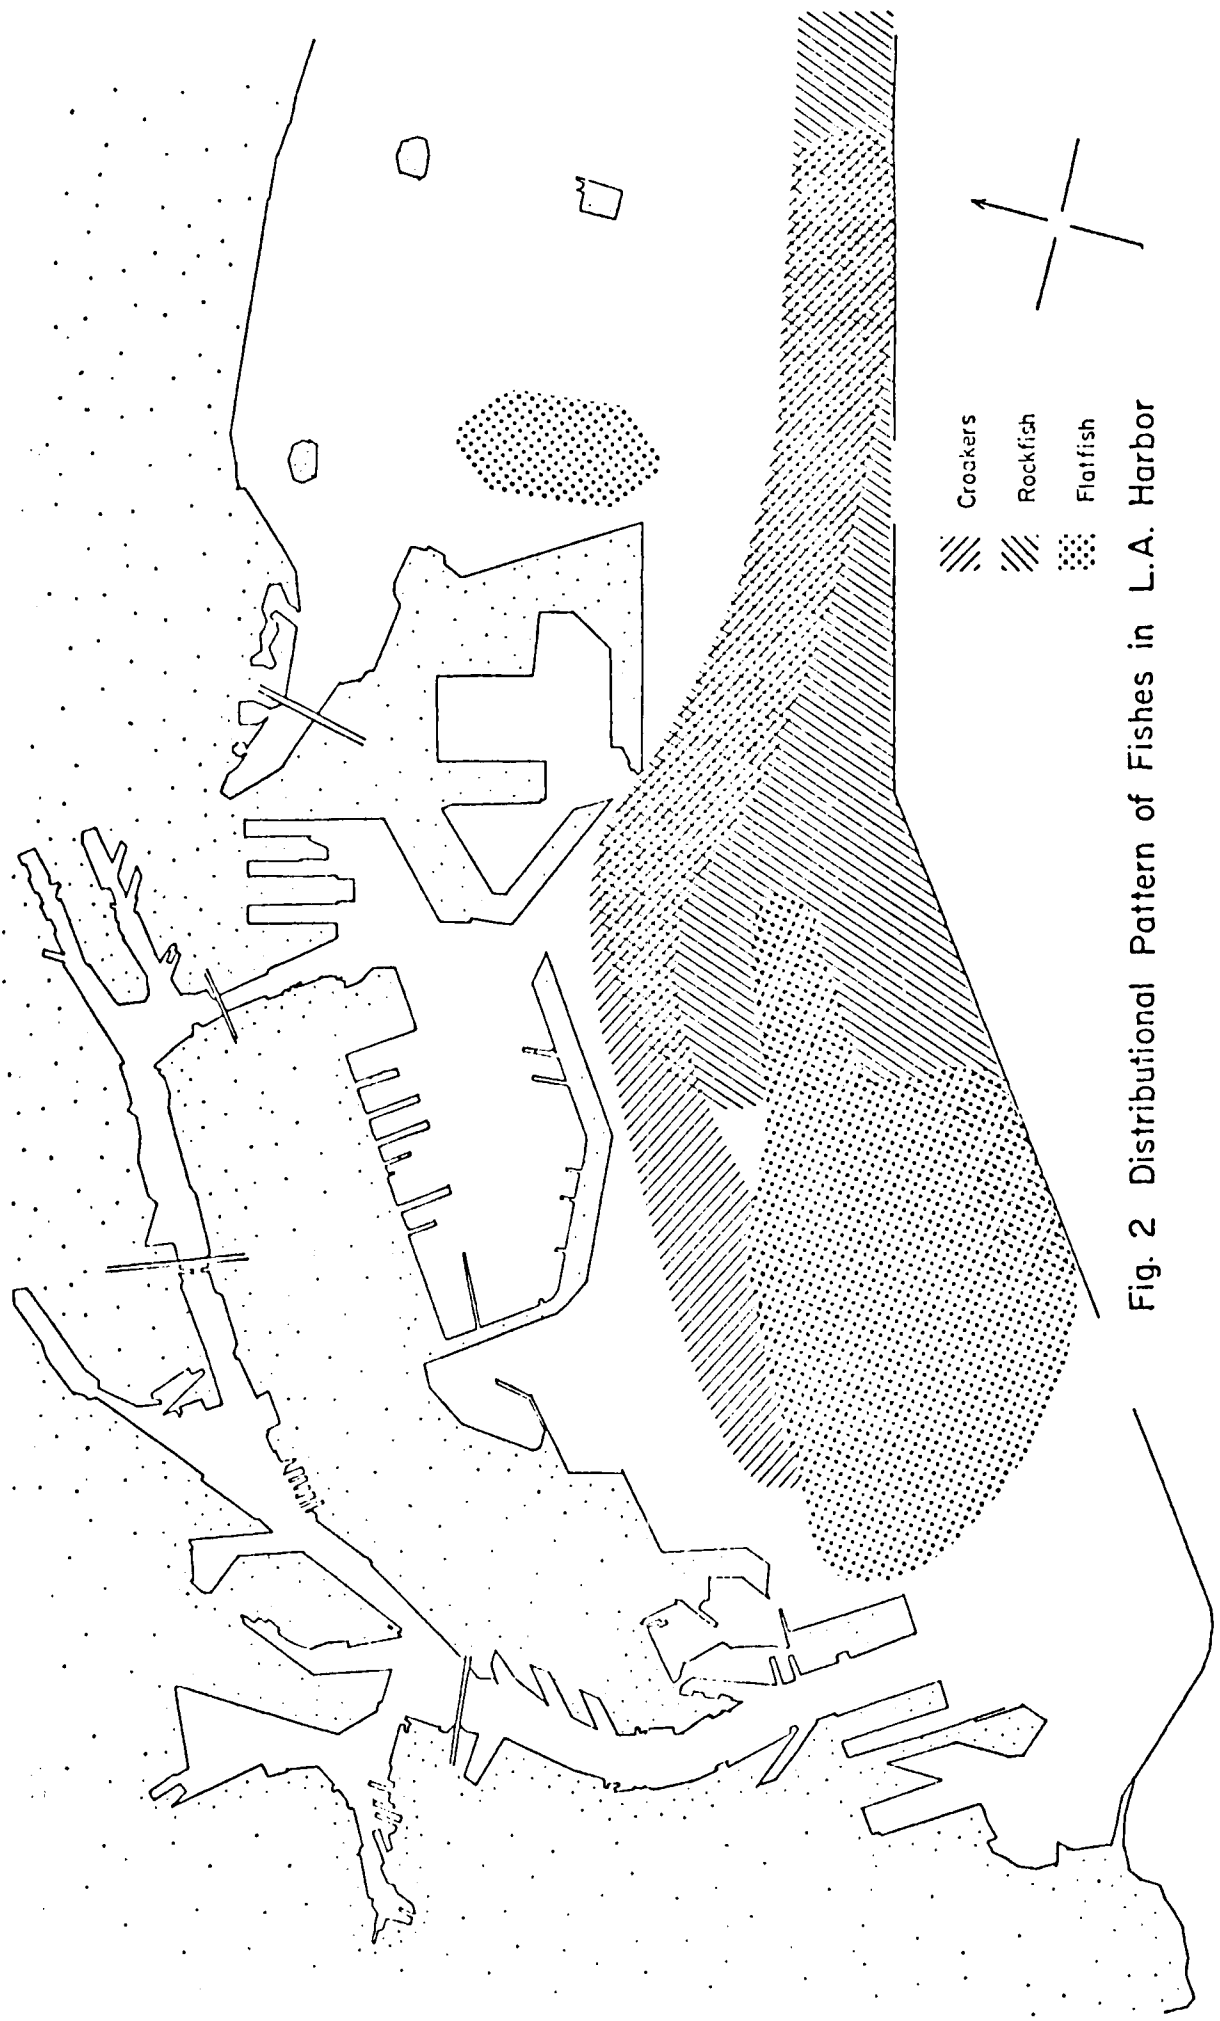 Croakers
Rockfish
Flatfish
Fig. 2 Distributional Pattern of Fishes in L.A. Harbor